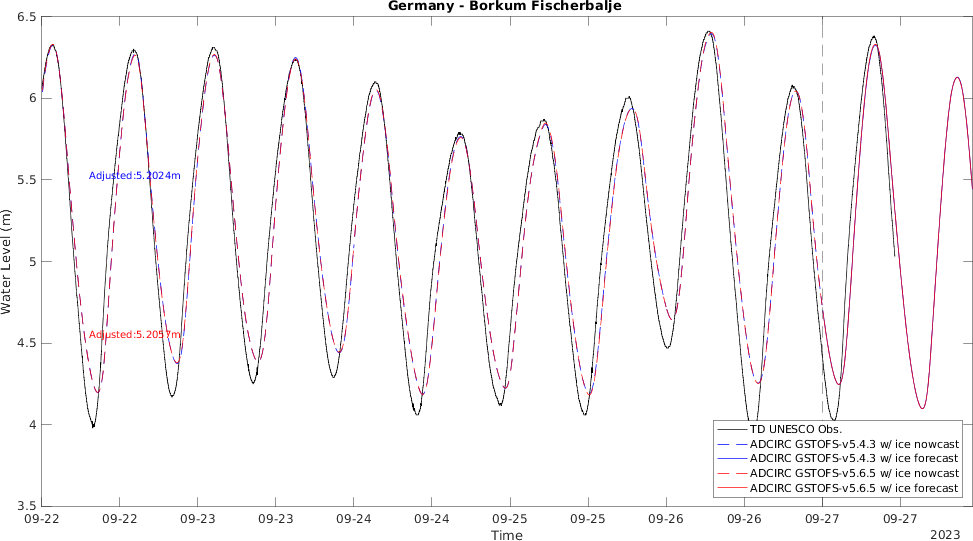 Germany - Borkum Fischerbalje
6.5
6
5.5
5
4.5
4
3.5
Water Level (m)
Adjusted:5.2024m
Adjusted:5.2057m
TD UNESCO Obs.
ADCIRC GSTOFS-v5.4.3 w/ ice nowcast
ADCIRC GSTOFS-v5.4.3 w/ ice forecast
ADCIRC GSTOFS-v5.6.5 w/ ice nowcast
ADCIRC GSTOFS-v5.6.5 w/ ice forecast
09-22 09-22 09-23 09-23 09-24 09-24 09-25 09-25 09-26 09-26 09-27 09-27
Time
2023